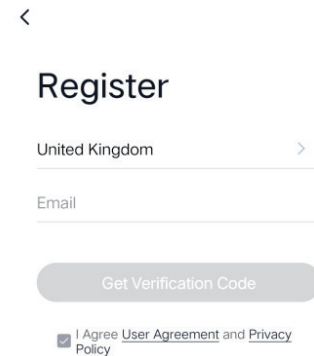 Register
United Kingdom
Email
Get Verification Code
I Agree User Agreement and Privacy
Policy